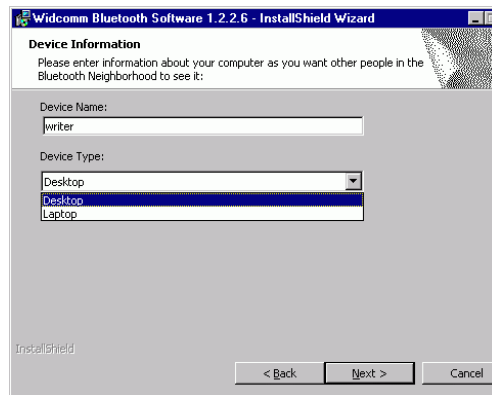 Widcomm Bluetooth Software 1.2.2.6 - InstallShield Wizard
Device Information
Please enter information about your computer as you want other people in the
Bluetooth Neighborhood to see it:
Device Name:
writer
Device Type:
Desktop
Desktop
Laptop
InstallShield
< Back Next > Cancel